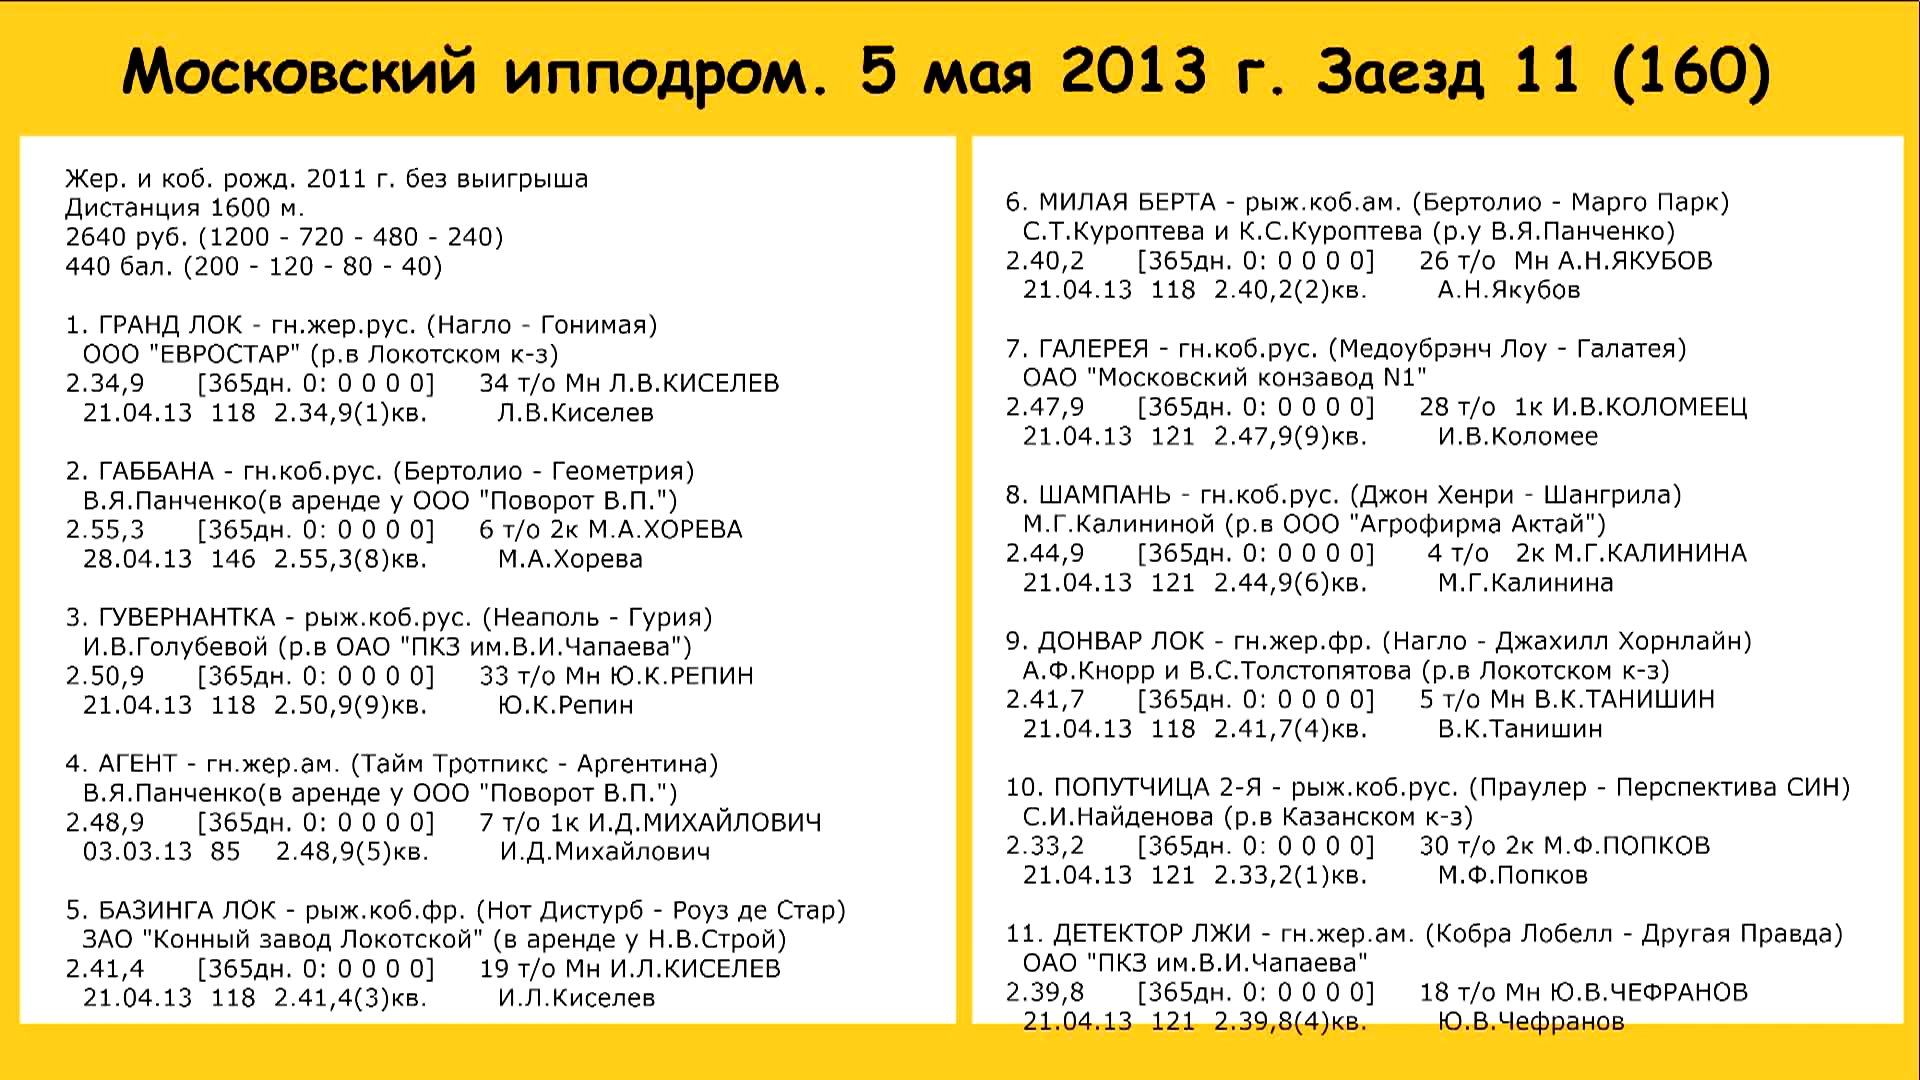 Московский ипподром. 5 мая 2013 г. Заезд 11 (160)
Жер. и коб. рожд. 2011 г. без выигрыша
Дистанция 1600 м.
2640 руб. (1200 - 720 - 480 - 240)
440 бал. (200 - 120 - 80 - 40)
1. ГРАНД ЛОК - гн.жер.рус. (Нагло - Гонимая)
ООО "ЕВРОСТАР" (р.в Локотском к-з)
2.34,9 [365дн. 0: 0 0 0 0] 34 т/о Мн Л.В.КИСЕЛЕВ
21.04.13 118 2.34,9(1)кв. Л.В.Киселев
2. ГАББАНА - гн.коб.рус. (Бертолио - Геометрия)
В.Я.Панченко(в аренде у ООО "Поворот В.П.")
2.55,3 [365дн. 0: 0 0 0 0] 6 т/о 2к М.А.ХОРЕВА
28.04.13 146 2.55,3(8)кв. М.А.Хорева
3. ГУВЕРНАНТКА - рыж.коб.рус. (Неаполь - Гурия)
И.В.Голубевой (р.в ОАО "ПКЗ им.В.И.Чапаева")
2.50,9 [365дн. 0: 0 0 0 0] 33 т/о Мн Ю.К.РЕПИН
21.04.13 118 2.50,9(9)кв. Ю.К.Репин
4. АГЕНТ - гн.жер.ам. (Тайм Тротпикс - Аргентина)
В.Я.Панченко(в аренде у ООО "Поворот В.П.")
2.48,9 [365дн. 0: 0 0 0 0] 7 т/о 1к И.Д.МИХАЙЛОВИЧ
03.03.13 85 2.48,9(5)кв. И.Д.Михайлович
5. БАЗИНГА ЛОК - рыж.коб.фр. (Нот Дистурб - Роуз де Стар)
ЗАО "Конный завод Локотской" (в аренде у Н.В.Строй)
2.41,4 [365дн. 0: 0 0 0 0] 19 т/о Мн И.Л.КИСЕЛЕВ
21.04.13 118 2.41,4(3)кв. И.Л.Киселев
6. МИЛАЯ БЕРТА - рыж.коб.ам. (Бертолио - Марго Парк)
С.Т.Куроптева и К.С.Куроптева (р.у В.Я.Панченко)
2.40,2 [365дн. 0: 0 0 0 0] 26 т/о Мн А.Н.ЯКУБОВ
21.04.13 118 2.40,2(2)кв. А.Н.Якубов
7. ГАЛЕРЕЯ - гн.коб.рус. (Медоубрэнч Лоу - Галатея)
ОАО "Московский конзавод N1"
2.47,9 [365дн. 0: 0 0 0 0] 28 т/о 1к И.В.КОЛОМЕЕЦ
21.04.13 121 2.47,9(9)кв. И.В.Коломее
8. ШАМПАНЬ - гн.коб.рус. (Джон Хенри - Шангрила)
М.Г.Калининой (р.в ООО "Агрофирма Актай")
2.44,9 [365дн. 0: 0 0 0 0] 4 т/о 2к М.Г.КАЛИНИНА
21.04.13 121 2.44,9(6)кв. М.Г.Калинина
9. ДОНВАР ЛОК - гн.жер.фр. (Нагло - Джахилл Хорнлайн)
А.Ф.Кнорр и В.С.Толстопятова (р.в Локотском к-з)
2.41,7 [365дн. 0: 0 0 0 0] 5 т/о Мн В.К.ТАНИШИН
21.04.13 118 2.41,7(4)кв. В.К.Танишин
10. ПОПУТЧИЦА 2-Я - рыж.коб.рус. (Праулер - Перспектива СИН)
С.И.Найденова (р.в Казанском к-з)
2.33,2 [365дн. 0: 0 0 0 0] 30 т/о 2к М.Ф.ПОПКОВ
21.04.13 121 2.33,2(1)кв. М.Ф.Попков
11. ДЕТЕКТОР ЛЖИ - гн.жер.ам. (Кобра Лобелл - Другая Правда)
ОАО "ПКЗ им.В.И.Чапаева"
2.39,8 [365дн. 0: 0 0 0 0] 18 т/о Мн Ю.В.ЧЕФРАНОВ
21.04.13 121 2.39,8(4)кв. Ю.В.Чефранов